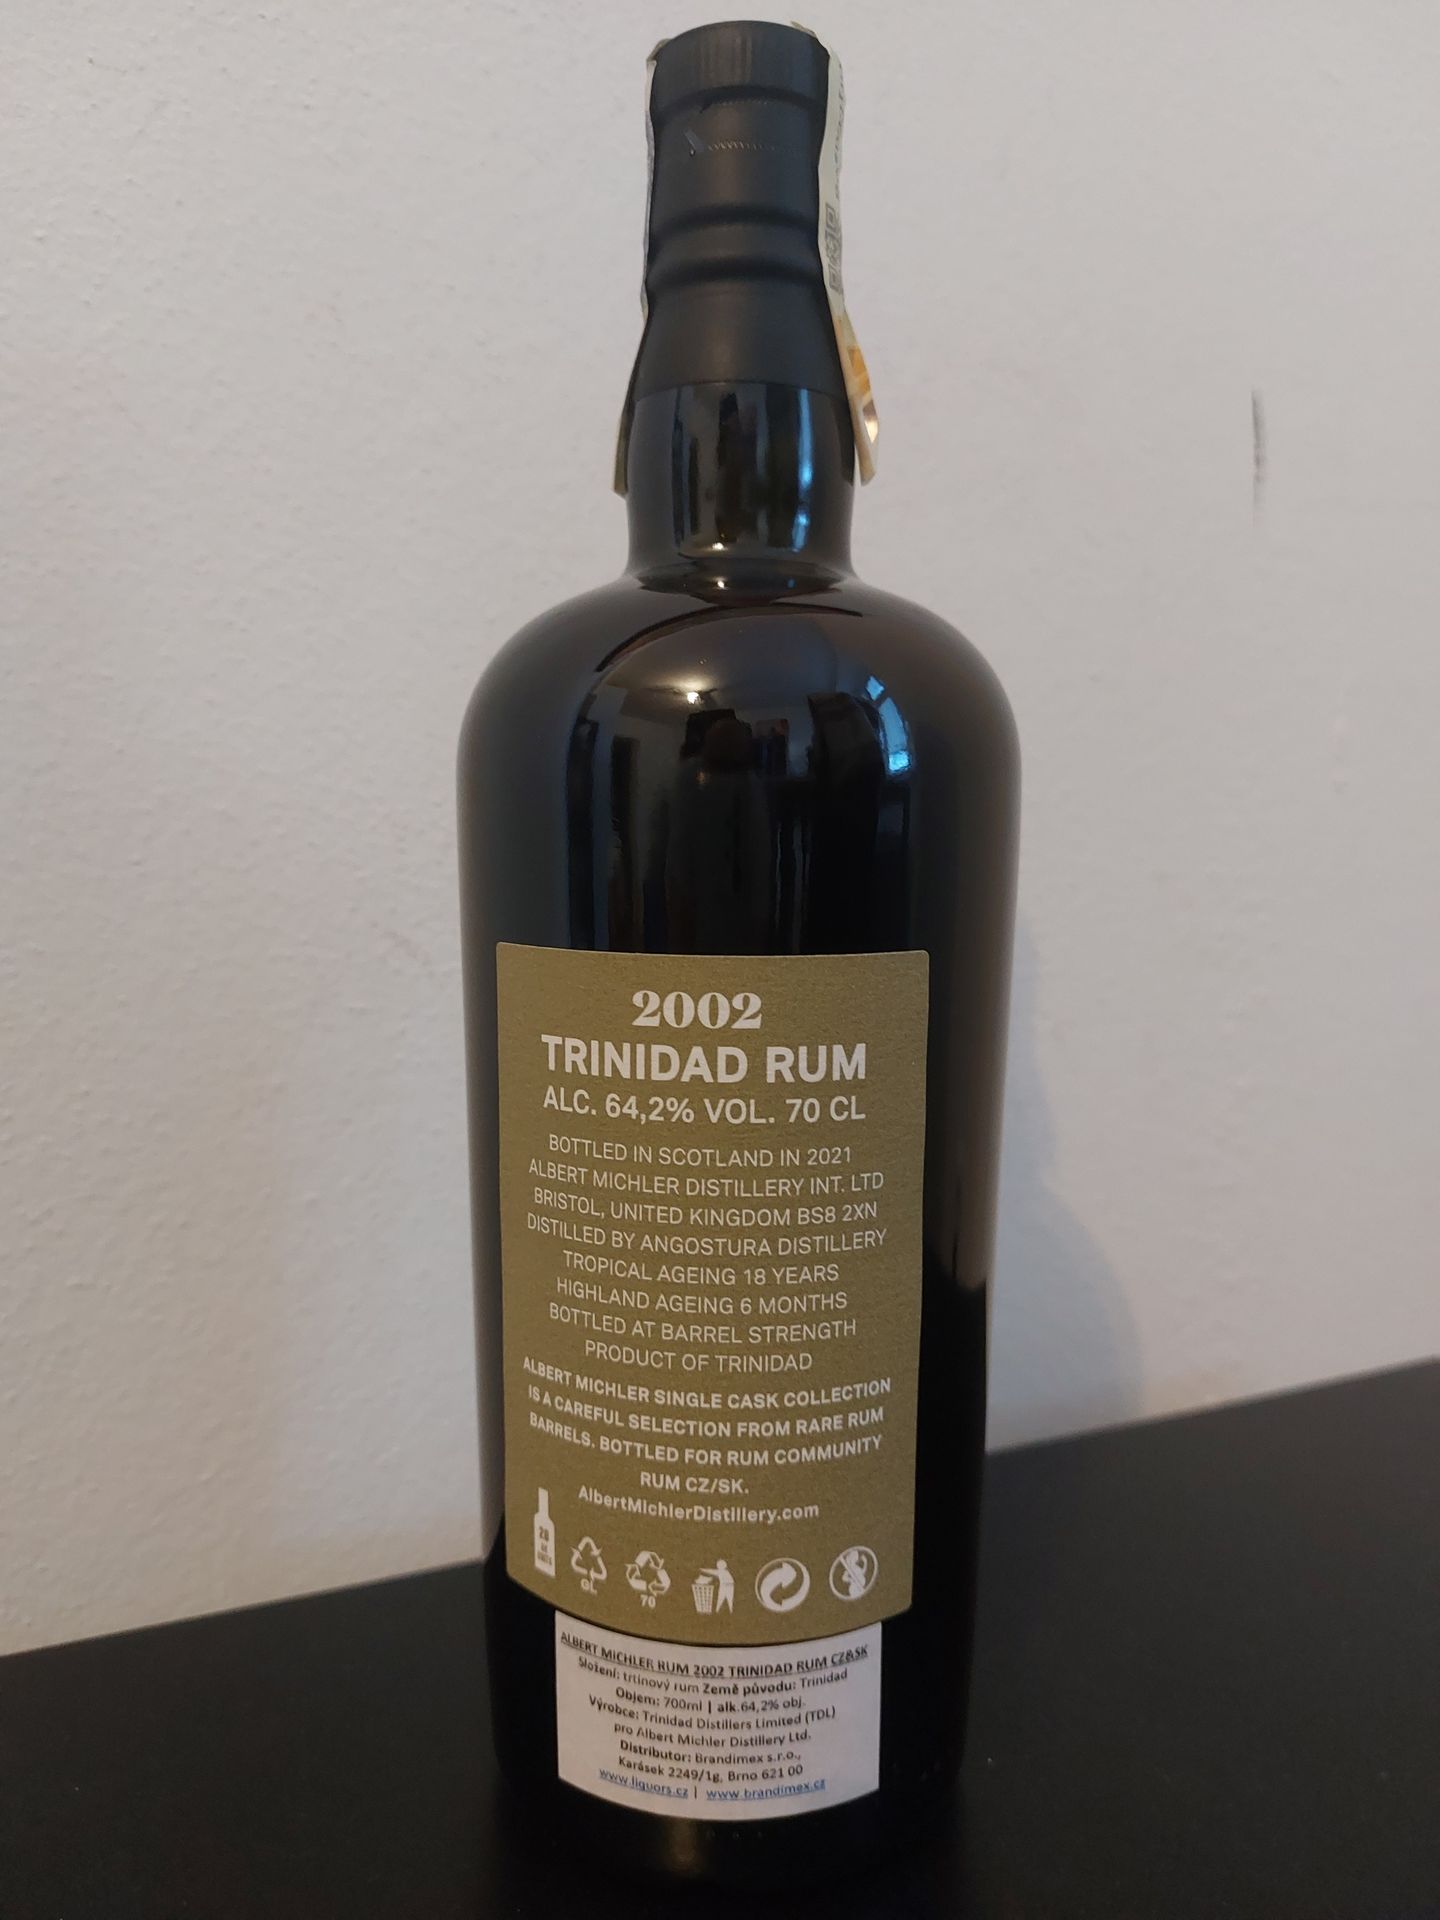 2002
TRINIDAD RUM
ALC. 64,2% VOL. 70 CL
BOTTLED IN SCOTLAND IN 2021
ALBERT MICHLER DISTILLERY INT. LTD
BRISTOL, UNITED KINGDOM BS8 2XN
DISTILLED BY ANGOSTURA DISTILLERY
TROPICAL AGEING 18 YEARS
HIGHLAND AGEING 6 MONTHS
BOTTLED AT BARREL STRENGTH
PRODUCT OF TRINIDAD
ALBERT MICHLER SINGLE CASK COLLECTION
IS A CAREFUL SELECTION FROM RARE RUM
BARRELS. BOTTLED FOR RUM COMMUNITY
RUM CZ/SK.
AlbertMichlerDistillery.com
GL
70
ALBERT MICHLER RUM 2002 TRINIDAD RUM CZ&SK
Složení: třtinový rum Země původu: Trinidad
Objem: 700ml | alk.64,2% obj.
Výrobce: Trinidad Distillers Limited (TDL)
pro Albert Michler Distillery Ltd.
Distributor: Brandimex s.r.o.,
Karásek 2249/1g, Brno 621 00
www.liquors.cz | www.brandimex.cz